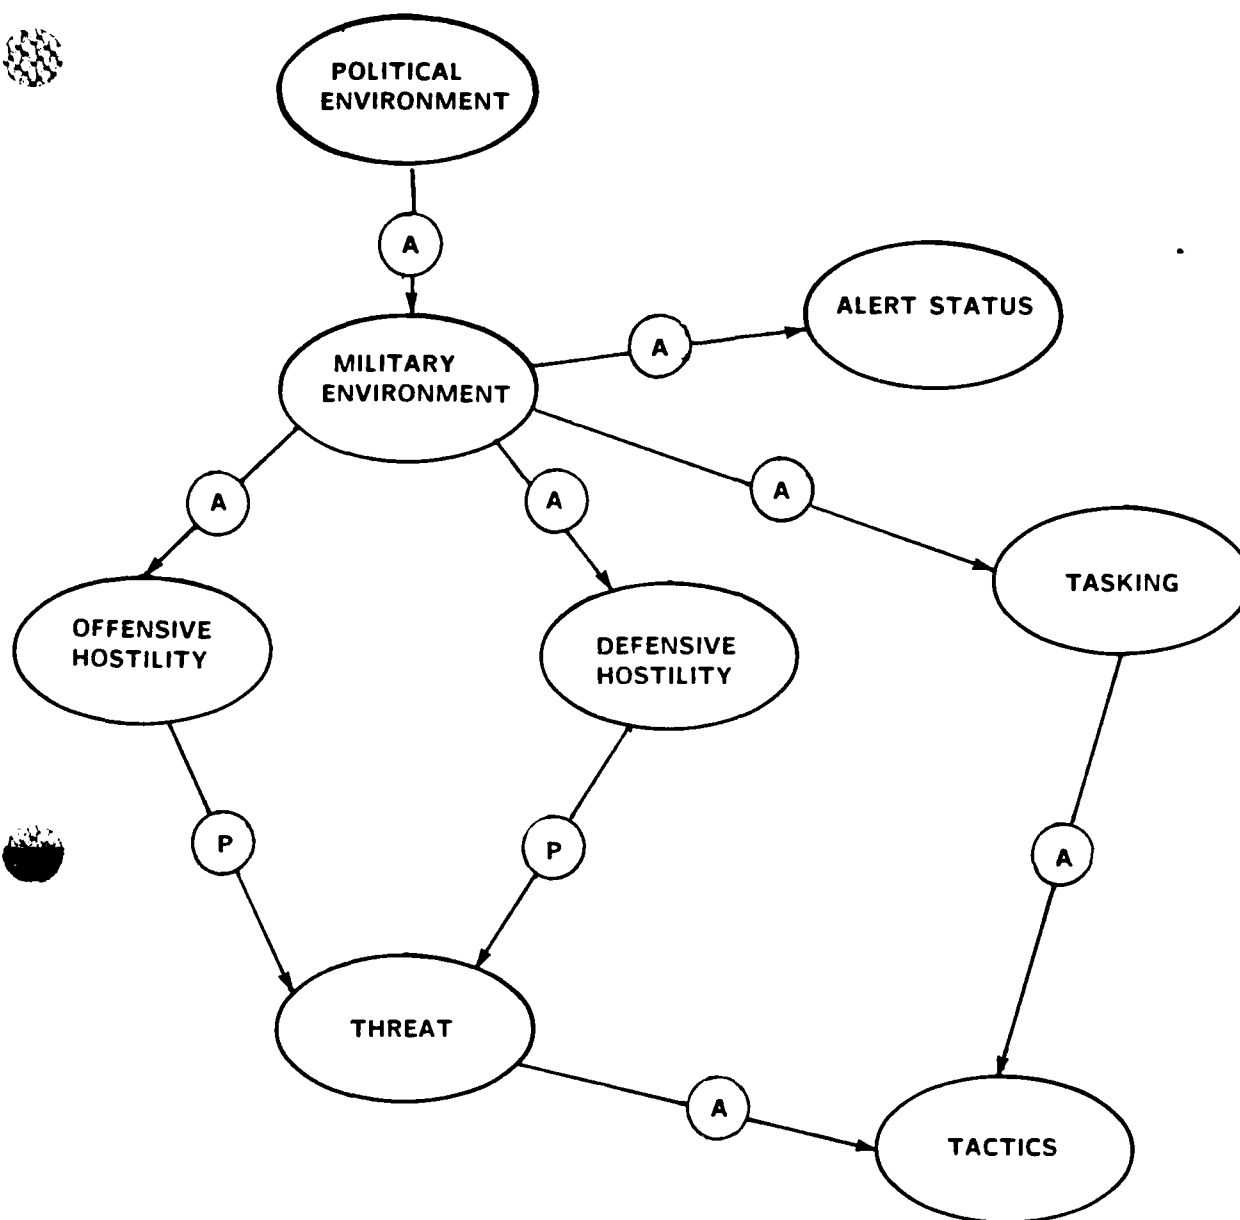 POLITICAL
ENVIRONMENT
A
ALERT STATUS
A
MILITARY
ENVIRONMENT
A
A
A
TASKING
OFFENSIVE
HOSTILITY
DEFENSIVE
HOSTILITY
P
P
A
THREAT
A
TACTICS